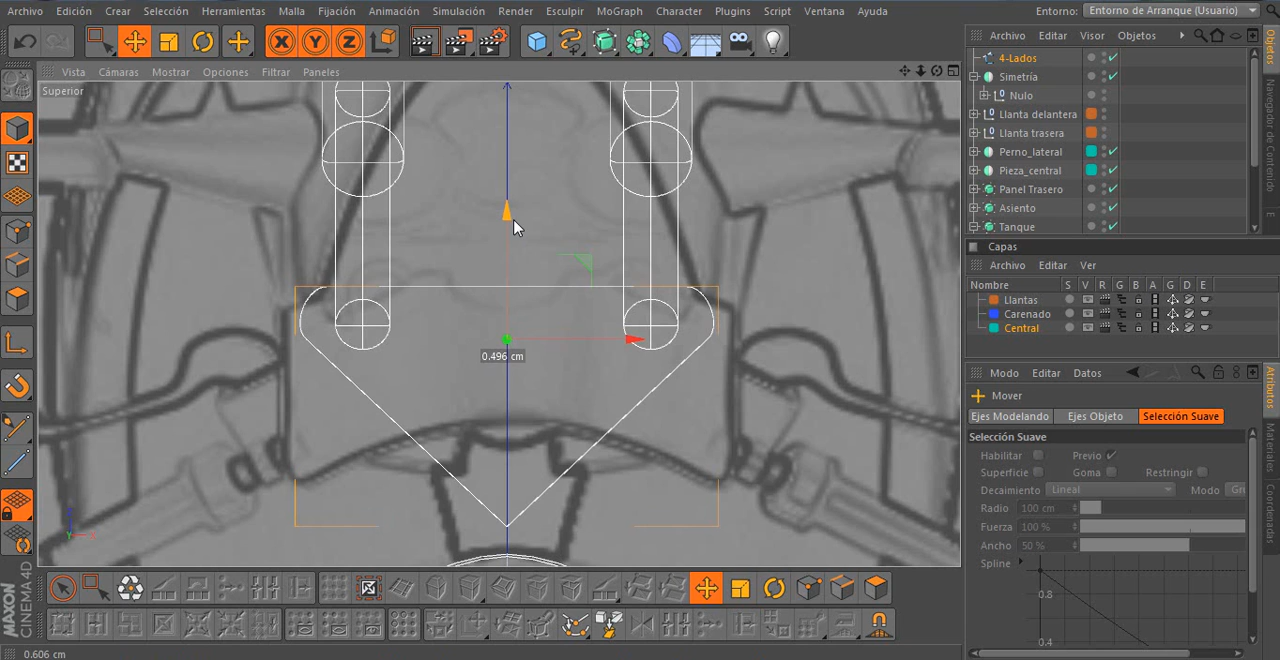 Archivo Edición Crear Selección Herramientas Malla Fijación Animación Simulación Render Esculpir MoGraph Character Plugins Script Ventana Ayuda Entorno: Entorno de Arranque (Usuario)
X Y Z
Vista Cámaras Mostrar Opciones Filtrar Paneles
Superior
0.496 cm
Archivo Editar Visor Objetos
4-Lados
Simetría
Nulo
Llanta delantera
Llanta trasera
Perno_lateral
Pieza_central
Panel Trasero
Asiento
Tanque
Objetos
Navegador de Contenido
Capas
Archivo Editar Ver
Nombre S V R G B A G D E
Llantas
Carenado
Central
Modo Editar Datos
Mover
Ejes Modelando Ejes Objeto Selección Suave
Selección Suave
Habilitar Previo
Superficie Goma Restringir
Decaimiento Lineal Modo
Radio 100 cm
Fuerza 100 %
Ancho 50 %
Spline
0.8
0.4
Atributos
Materiales
Coordenadas
MAXON
CINEMA 4D
0.606 cm